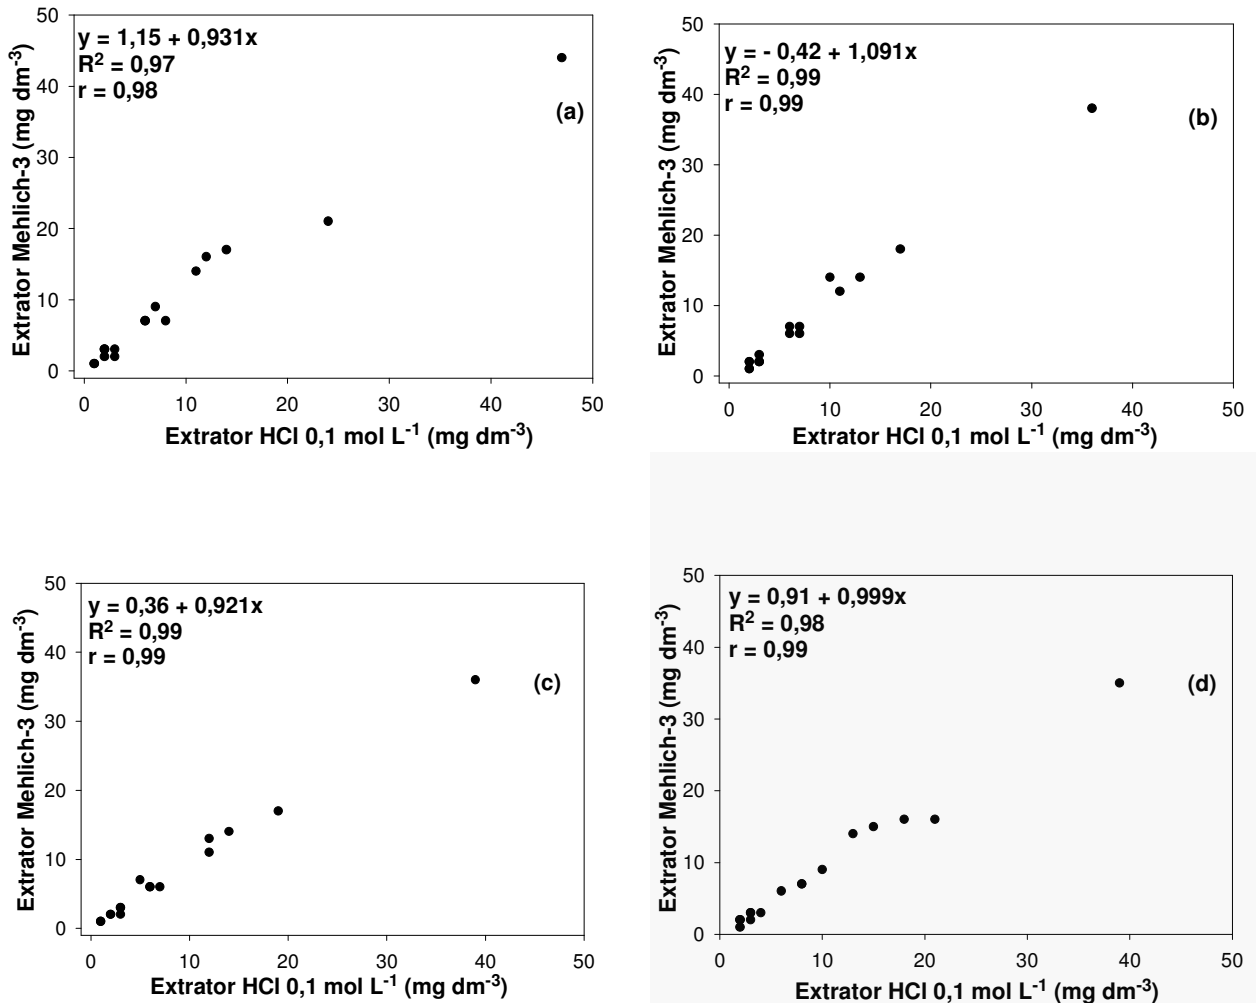 y = 1,15 + 0,931x
R² = 0,97
r = 0,98
(a)
50
40
30
20
10
0
Extrator Mehlich-3 (mg dm⁻³)
0 10 20 30 40 50
Extrator HCl 0,1 mol L⁻¹ (mg dm⁻³)
y = - 0,42 + 1,091x
R² = 0,99
r = 0,99
(b)
50
40
30
20
10
0
Extrator Mehlich-3 (mg dm⁻³)
0 10 20 30 40 50
Extrator HCl 0,1 mol L⁻¹ (mg dm⁻³)
y = 0,36 + 0,921x
R² = 0,99
r = 0,99
(c)
50
40
30
20
10
0
Extrator Mehlich-3 (mg dm⁻³)
0 10 20 30 40 50
Extrator HCl 0,1 mol L⁻¹ (mg dm⁻³)
y = 0,91 + 0,999x
R² = 0,98
r = 0,99
(d)
50
40
30
20
10
0
Extrator Mehlich-3 (mg dm⁻³)
0 10 20 30 40 50
Extrator HCl 0,1 mol L⁻¹ (mg dm⁻³)